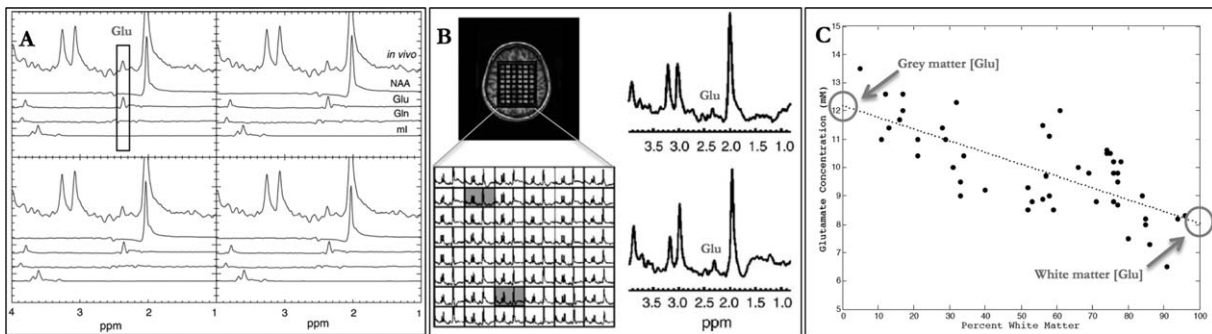 A
Glu
in vivo
NAA
Glu
Gln
mI
4 3 2 1 3 2 1
ppm ppm
B
Glu
3.5 3.0 2.5 2.0 1.5 1.0
Glu
3.5 3.0 2.5 2.0 1.5 1.0
ppm
C
Grey matter [Glu]
White matter [Glu]
Glutamate Concentration (mM)
15
14
13
12
11
10
9
8
7
6
5
0 10 20 30 40 50 60 70 80 90 100
Percent White Matter